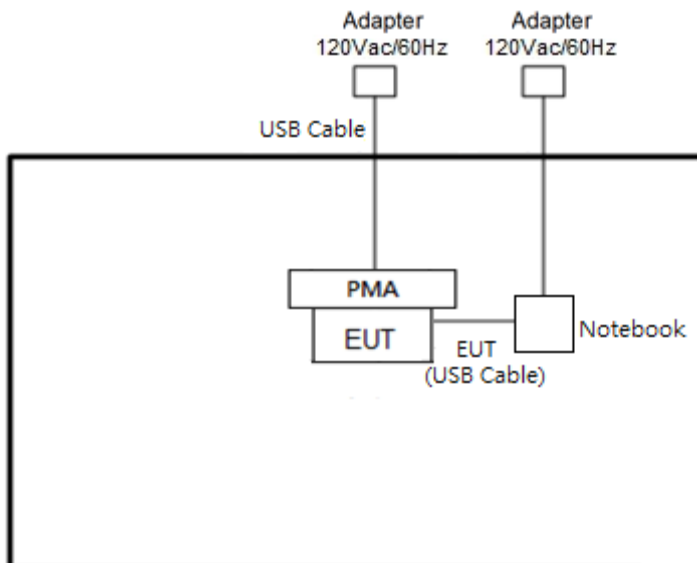 Adapter
120Vac/60Hz
Adapter
120Vac/60Hz
USB Cable
PMA
EUT
EUT
(USB Cable)
Notebook